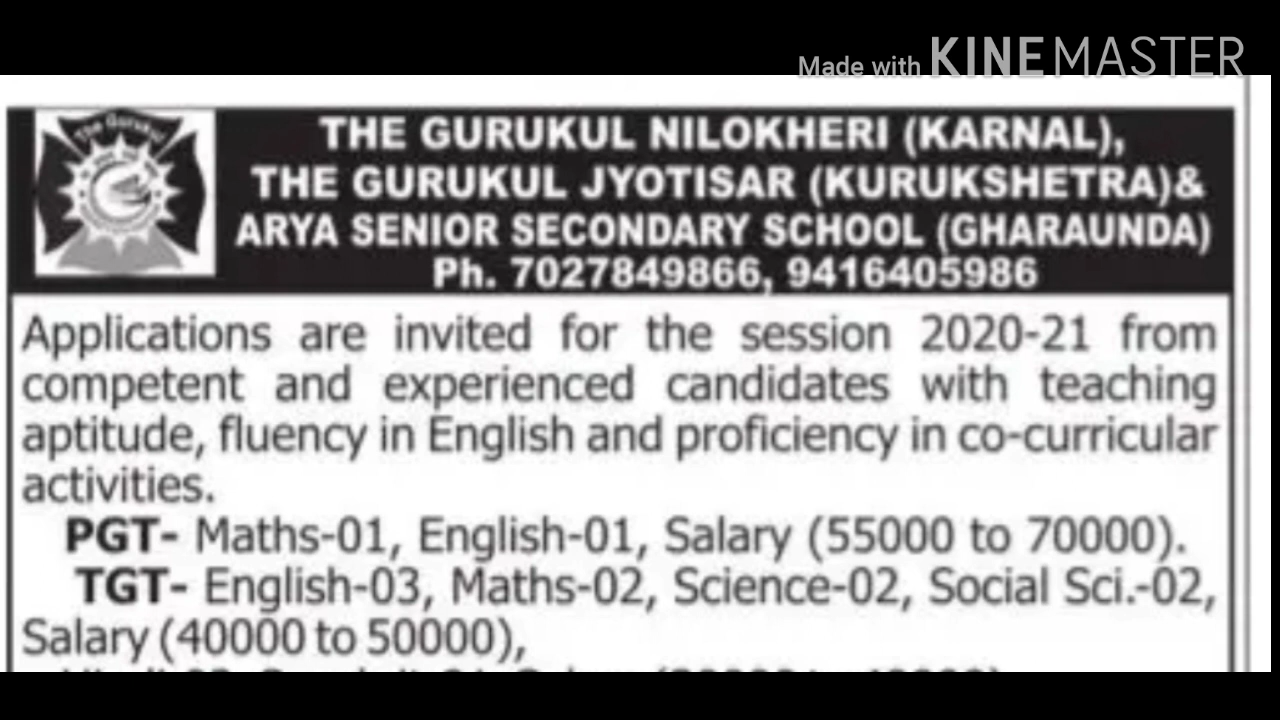 Made with KINEMASTER
The Gurukul
THE GURUKUL NILOKHERI (KARNAL),
THE GURUKUL JYOTISAR (KURUKSHETRA)&
ARYA SENIOR SECONDARY SCHOOL (GHARAUNDA)
Ph. 7027849866, 9416405986
Applications are invited for the session 2020-21 from
competent and experienced candidates with teaching
aptitude, fluency in English and proficiency in co-curricular
activities.
PGT- Maths-01, English-01, Salary (55000 to 70000).
TGT- English-03, Maths-02, Science-02, Social Sci.-02,
Salary (40000 to 50000),